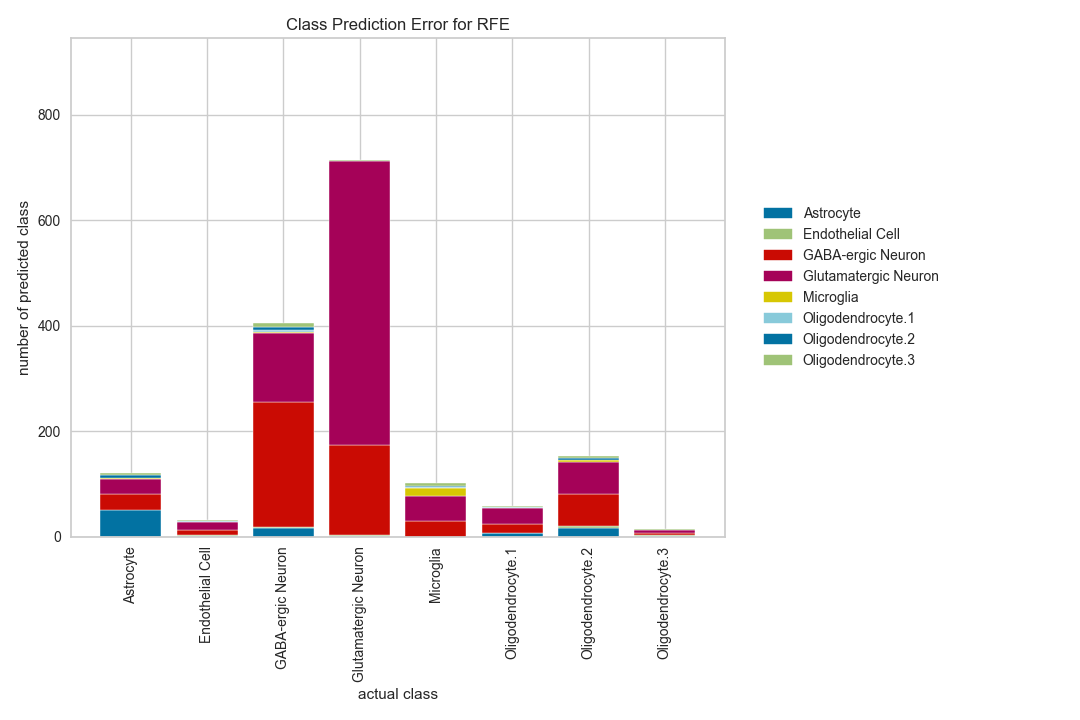 Class Prediction Error for RFE
number of predicted class
800
600
400
200
0
Astrocyte
Endothelial Cell
GABA-ergic Neuron
Glutamatergic Neuron
Microglia
Oligodendrocyte.1
Oligodendrocyte.2
Oligodendrocyte.3
actual class
Astrocyte
Endothelial Cell
GABA-ergic Neuron
Glutamatergic Neuron
Microglia
Oligodendrocyte.1
Oligodendrocyte.2
Oligodendrocyte.3